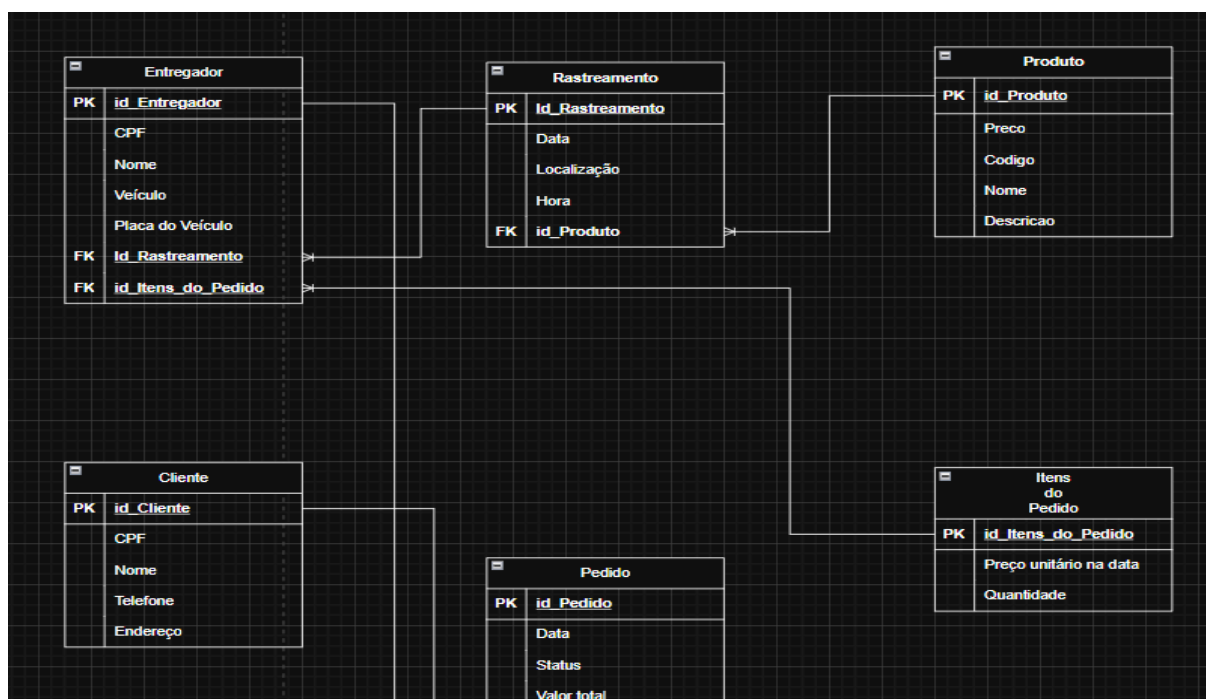 Entregador
PK id_Entregador
CPF
Nome
Veículo
Placa do Veículo
FK Id_Rastreamento
FK id_Itens_do_Pedido
Rastreamento
PK Id_Rastreamento
Data
Localização
Hora
FK id_Produto
Produto
PK id_Produto
Preco
Codigo
Nome
Descricao
Cliente
PK id_Cliente
CPF
Nome
Telefone
Endereço
Pedido
PK id_Pedido
Data
Status
Valor total
Itens
do
Pedido
PK id_Itens_do_Pedido
Preço unitário na data
Quantidade